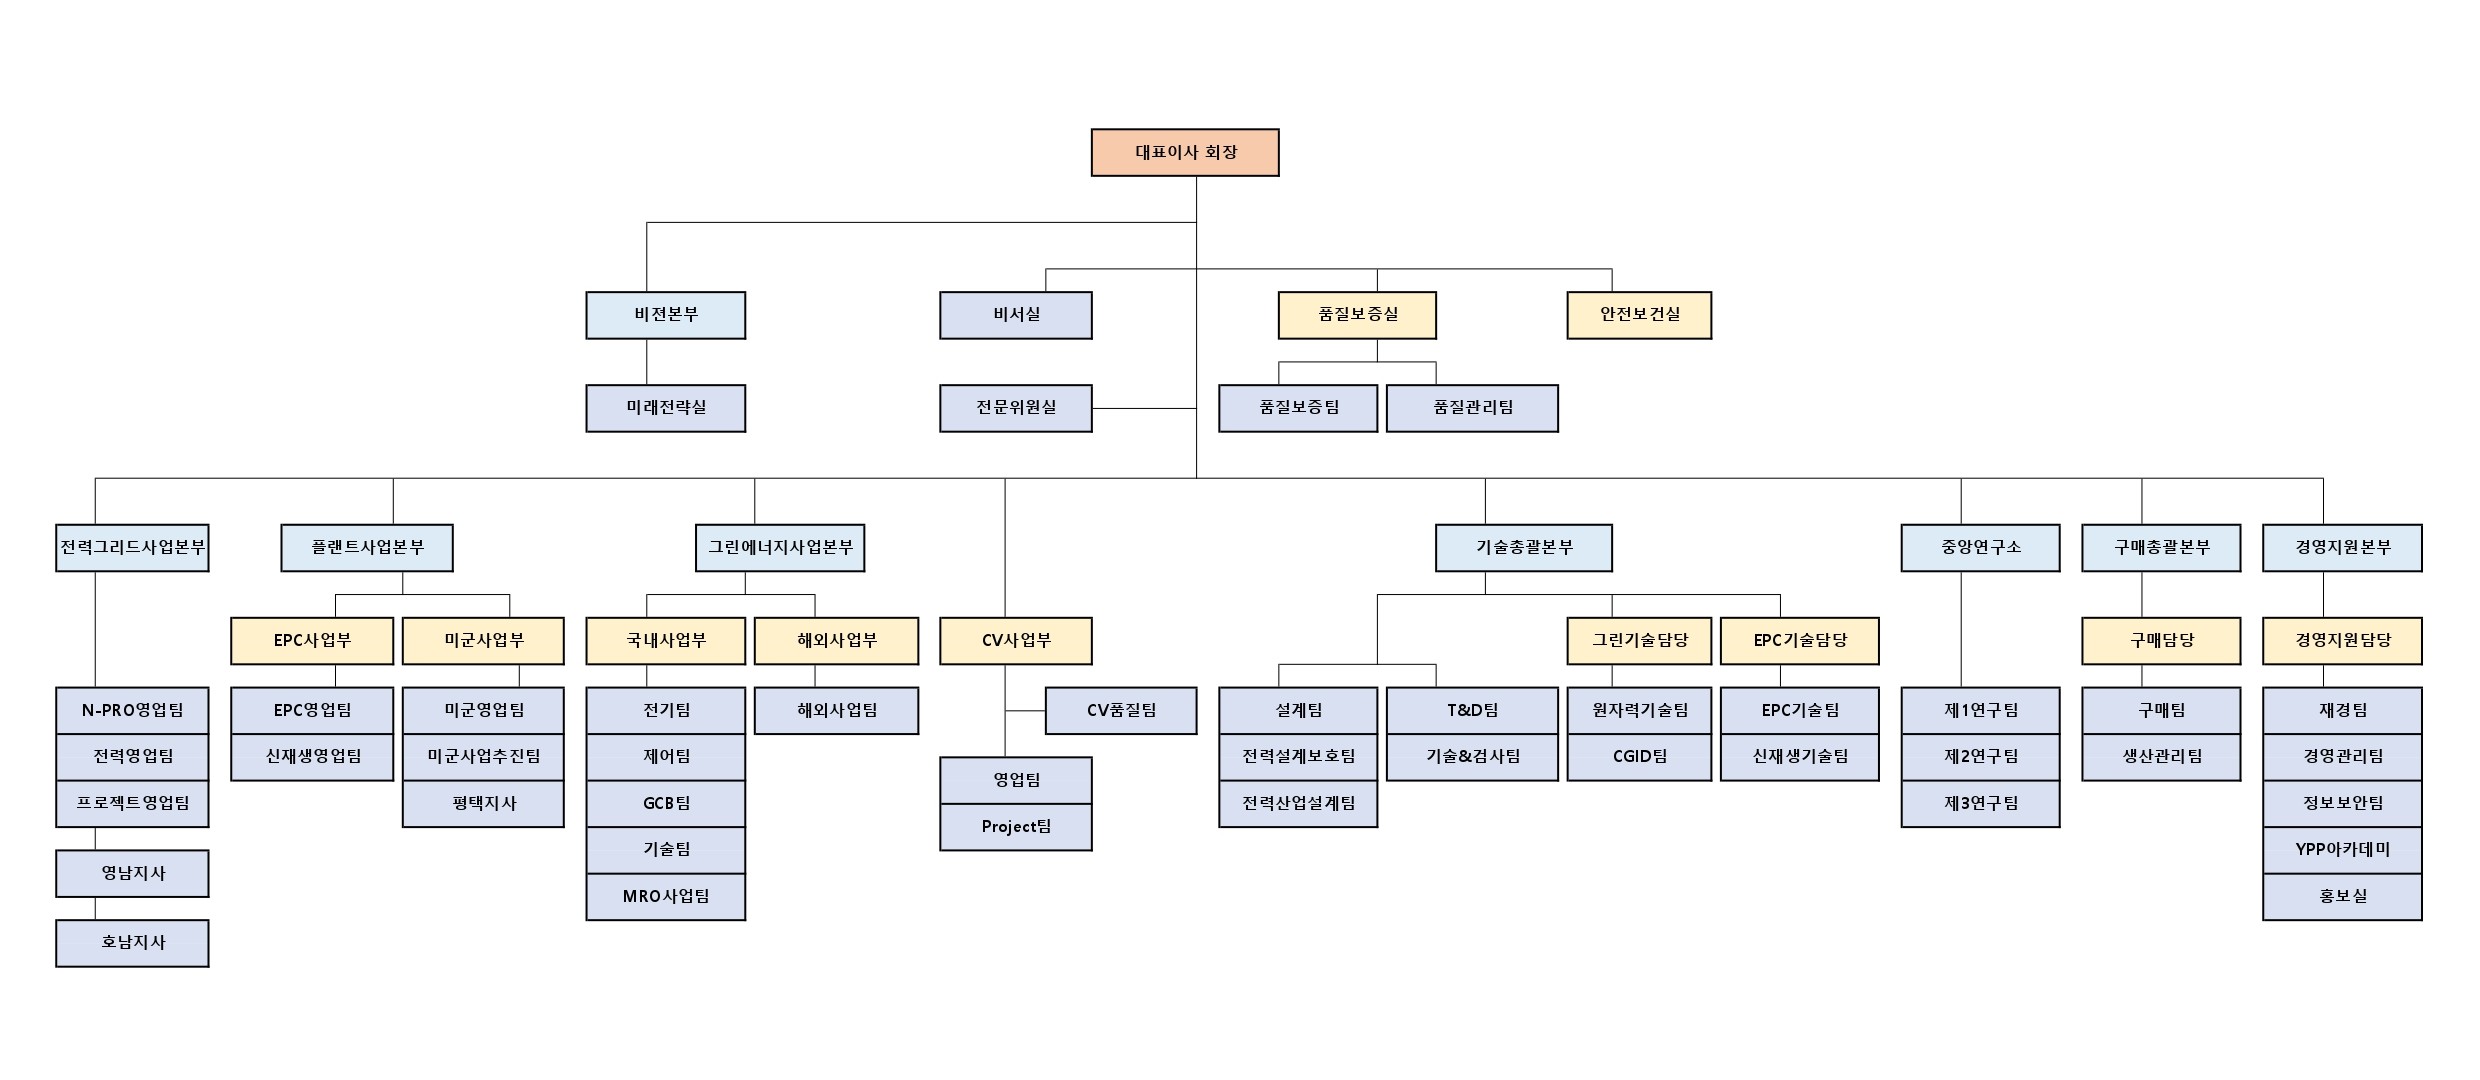 대표이사 회장
비젼본부
비서실
품질보증실
안전보건실
미래전략실
전문위원실
품질보증팀
품질관리팀
전력그리드사업본부
플랜트사업본부
그린에너지사업본부
기술총괄본부
중앙연구소
구매총괄본부
경영지원본부
EPC사업부
미군사업부
국내사업부
해외사업부
CV사업부
그린기술담당
EPC기술담당
구매담당
경영지원담당
N-PRO영업팀
전력영업팀
프로젝트영업팀
영남지사
호남지사
EPC영업팀
신재생영업팀
미군영업팀
미군사업추진팀
평택지사
전기팀
제어팀
GCB팀
기술팀
MRO사업팀
해외사업팀
CV품질팀
영업팀
Project팀
설계팀
전력설계보호팀
전력산업설계팀
T&D팀
기술&검사팀
원자력기술팀
CGID팀
EPC기술팀
신재생기술팀
제1연구팀
제2연구팀
제3연구팀
구매팀
생산관리팀
재경팀
경영관리팀
정보보안팀
YPP아카데미
홍보실